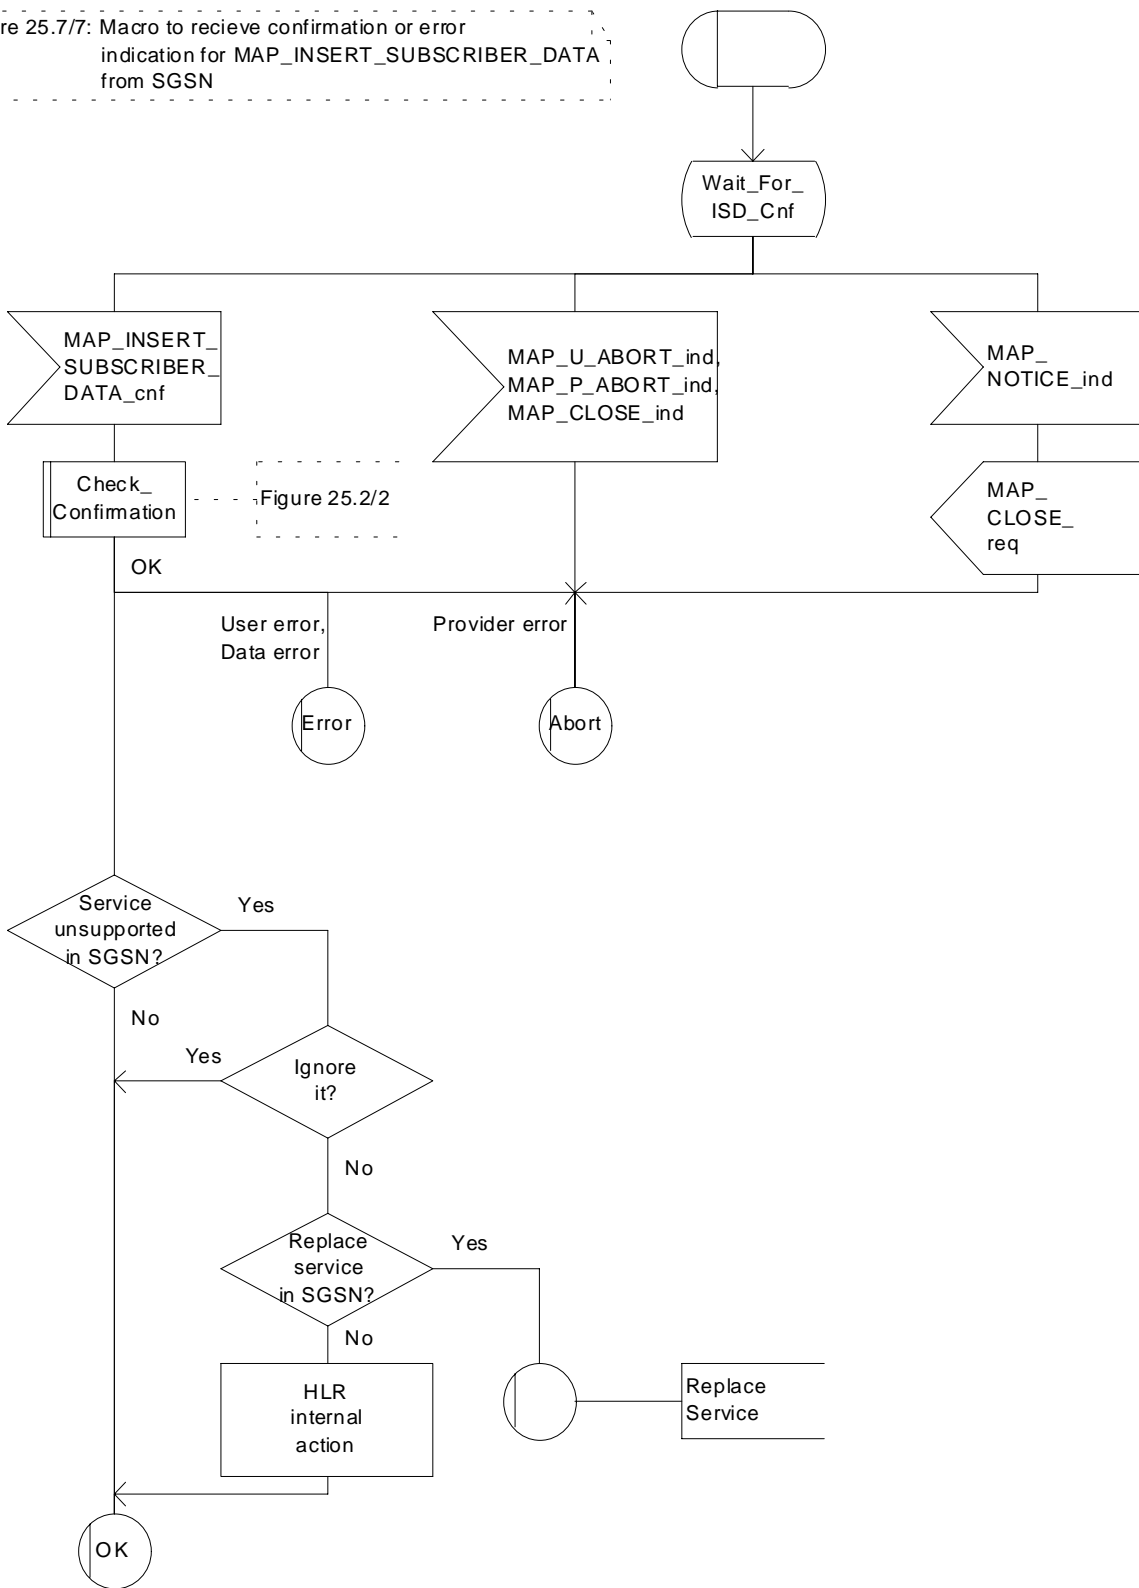 re 25.7/7: Macro to recieve confirmation or error
indication for MAP_INSERT_SUBSCRIBER_DATA
from SGSN
Wait_For_
ISD_Cnf
MAP_INSERT_
SUBSCRIBER_
DATA_cnf
MAP_U_ABORT_ind,
MAP_P_ABORT_ind,
MAP_CLOSE_ind
MAP_
NOTICE_ind
Check_
Confirmation
Figure 25.2/2
MAP_
CLOSE_
req
OK
User error,
Data error
Provider error
Error
Abort
Service
unsupported
in SGSN?
Yes
No
Yes
Ignore
it?
No
Replace
service
in SGSN?
Yes
No
HLR
internal
action
Replace
Service
OK